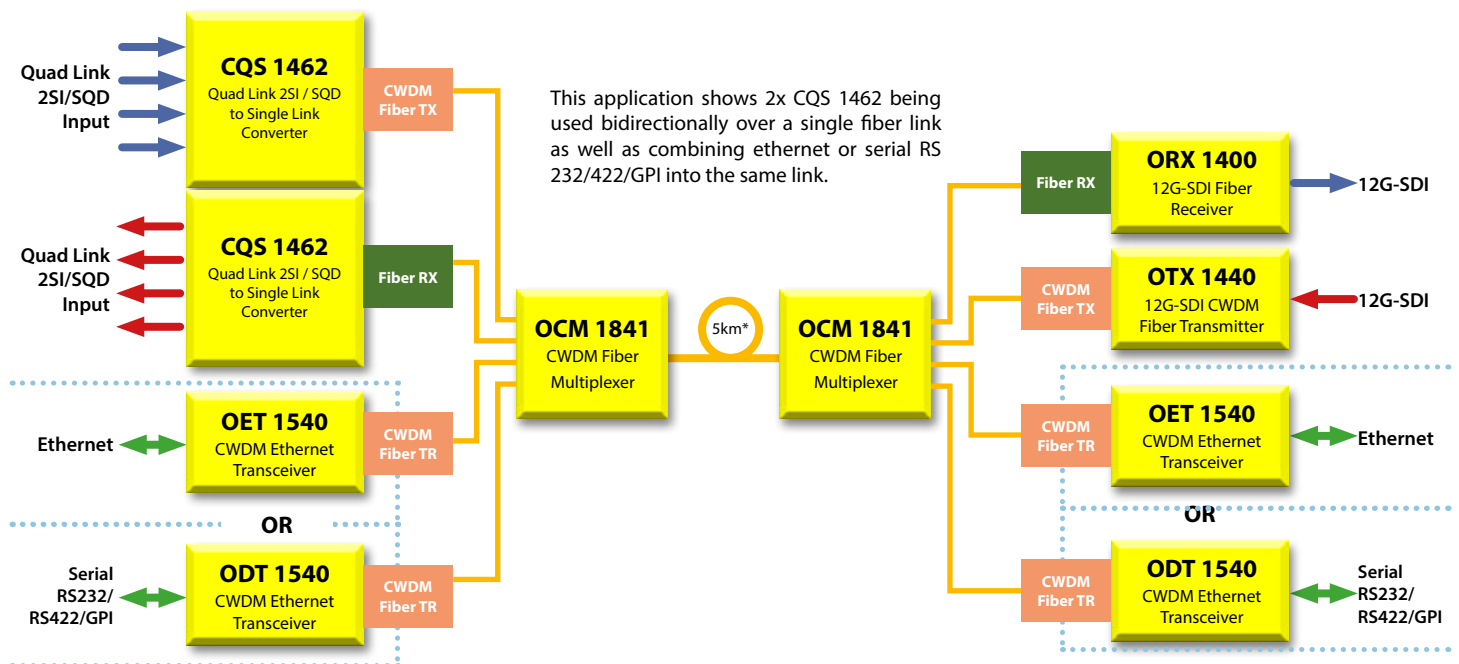 Quad Link
2SI/SQD
Input
CQS 1462
Quad Link 2SI / SQD
to Single Link
Converter
CWDM
Fiber TX
This application shows 2x CQS 1462 being
used bidirectionally over a single fiber link
as well as combining ethernet or serial RS
232/422/GPI into the same link.
Fiber RX
ORX 1400
12G-SDI Fiber
Receiver
12G-SDI
Quad Link
2SI/SQD
Input
CQS 1462
Quad Link 2SI / SQD
to Single Link
Converter
Fiber RX
CWDM
Fiber TX
OTX 1440
12G-SDI CWDM
Fiber Transmitter
12G-SDI
OCM 1841
CWDM Fiber
Multiplexer
5km*
OCM 1841
CWDM Fiber
Multiplexer
Ethernet
OET 1540
CWDM Ethernet
Transceiver
CWDM
Fiber TR
CWDM
Fiber TR
OET 1540
CWDM Ethernet
Transceiver
Ethernet
OR
OR
Serial
RS232/
RS422/GPI
ODT 1540
CWDM Ethernet
Transceiver
CWDM
Fiber TR
CWDM
Fiber TR
ODT 1540
CWDM Ethernet
Transceiver
Serial
RS232/
RS422/GPI